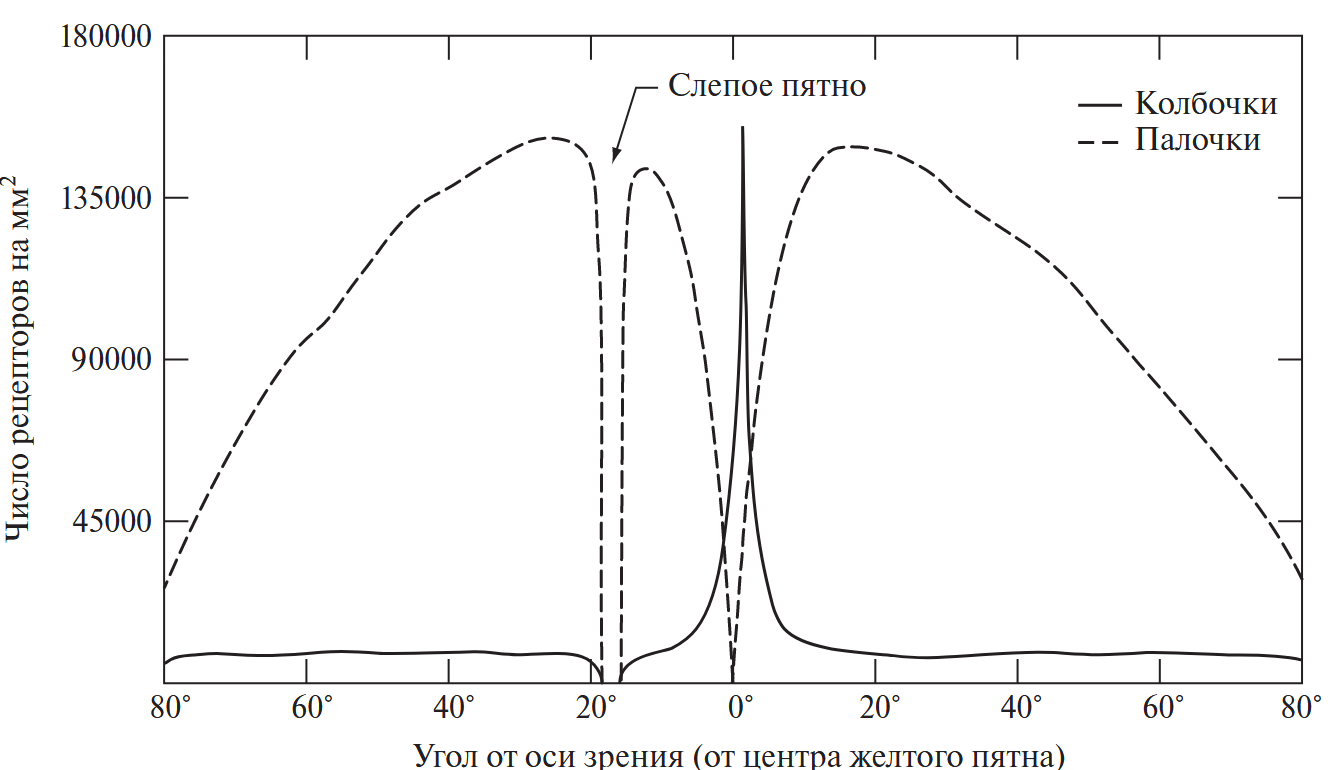 180000
135000
90000
45000
Число рецепторов на мм²
Слепое пятно
Колбочки
Палочки
80° 60° 40° 20° 0° 20° 40° 60° 80°
Угол от оси зрения (от центра желтого пятна)